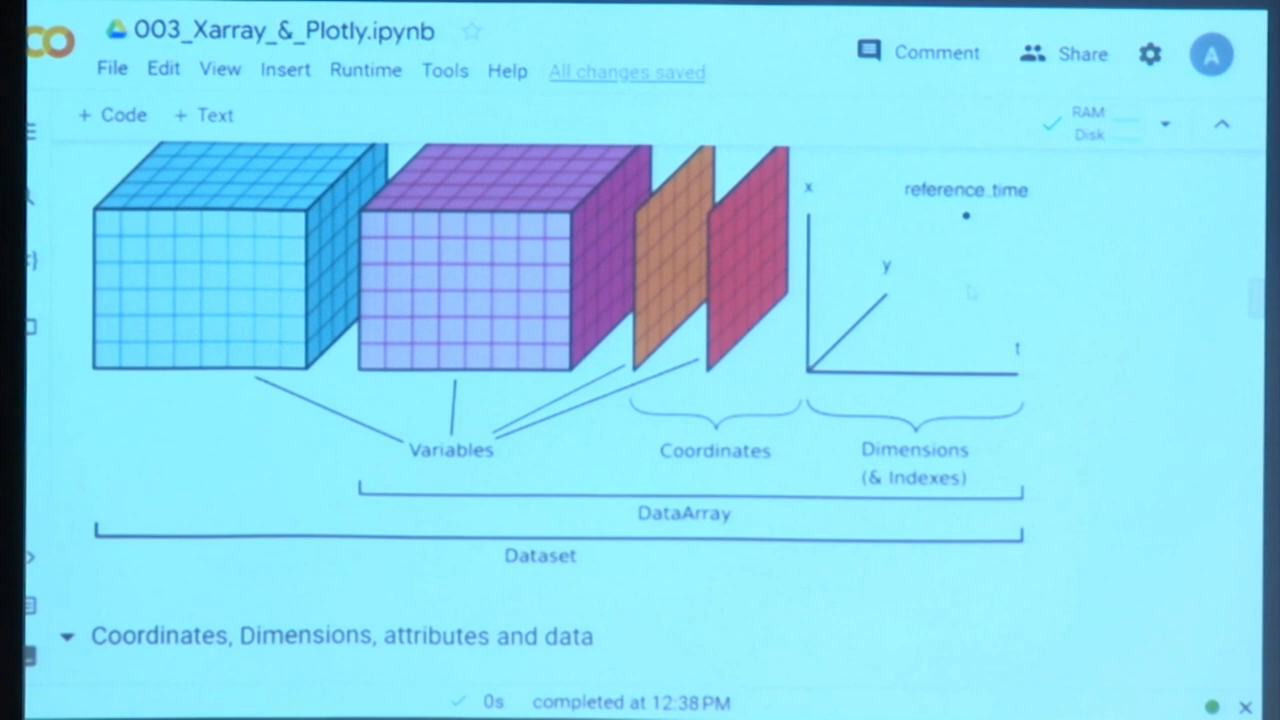 CO 003_Xarray_&_Plotly.ipynb
File Edit View Insert Runtime Tools Help All changes saved
Comment Share A
+ Code + Text
RAM
Disk
x
reference_time
y
t
Variables
Coordinates
Dimensions
(& Indexes)
DataArray
Dataset
Coordinates, Dimensions, attributes and data
0s completed at 12:38 PM